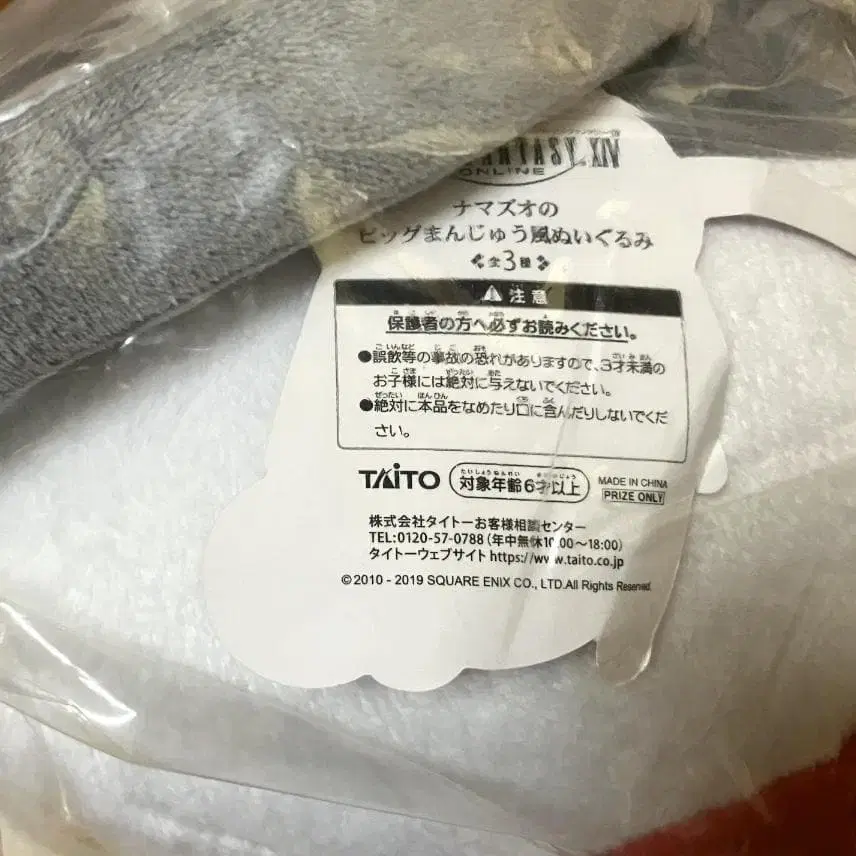 FANTASY XIV
ONLINE
ナマズオの
ビッグまんじゅう風ぬいぐるみ
全3種
注意
保護者の方へ必ずお読みください。
●誤飲等の事故の恐れがありますので、3才未満の
お子様には絶対に与えないでください。
●絶対に本品をなめたり口に含んだりしないでくだ
さい。
TAITO 対象年齢6才以上 MADE IN CHINA
PRIZE ONLY
株式会社タイトーお客様相談センター
TEL:0120-57-0788(年中無休10:00〜18:00)
タイトーウェブサイト https://www.taito.co.jp
©2010 - 2019 SQUARE ENIX CO., LTD.All Rights Reserved.